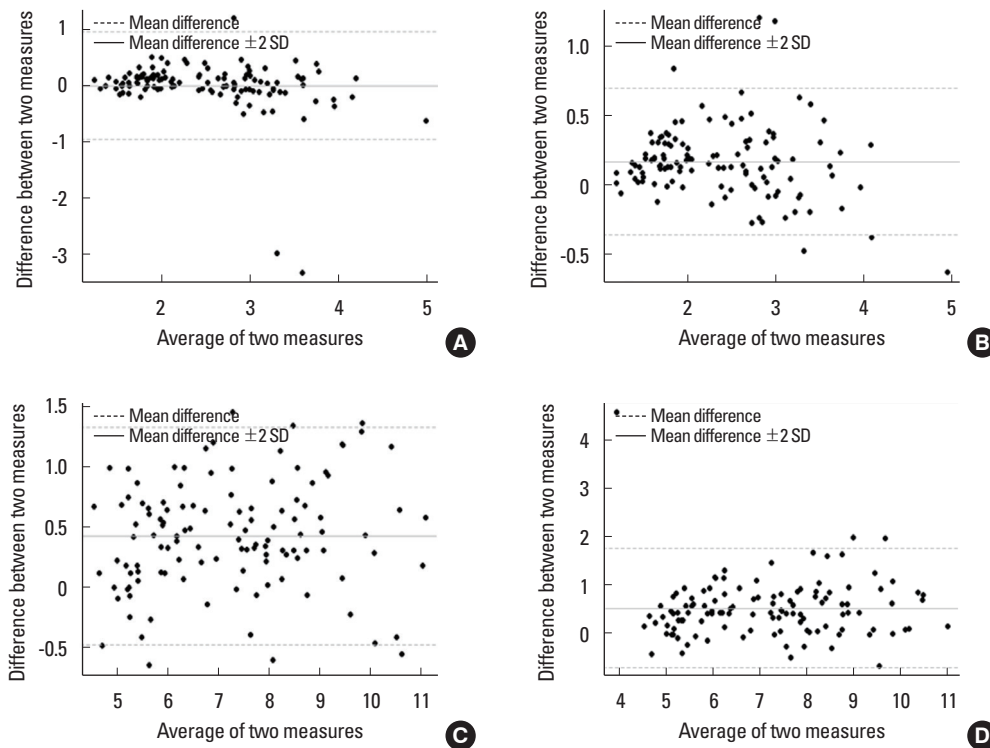 Difference between two measures
1
0
-1
-2
-3
Mean difference
Mean difference ±2 SD
2 3 4 5
Average of two measures
A
Difference between two measures
1.0
0.5
0
-0.5
Mean difference
Mean difference ±2 SD
2 3 4 5
Average of two measures
B
Difference between two measures
1.5
1.0
0.5
0
-0.5
Mean difference
Mean difference ±2 SD
5 6 7 8 9 10 11
Average of two measures
C
Difference between two measures
4
3
2
1
0
Mean difference
Mean difference ±2 SD
4 5 6 7 8 9 10 11
Average of two measures
D